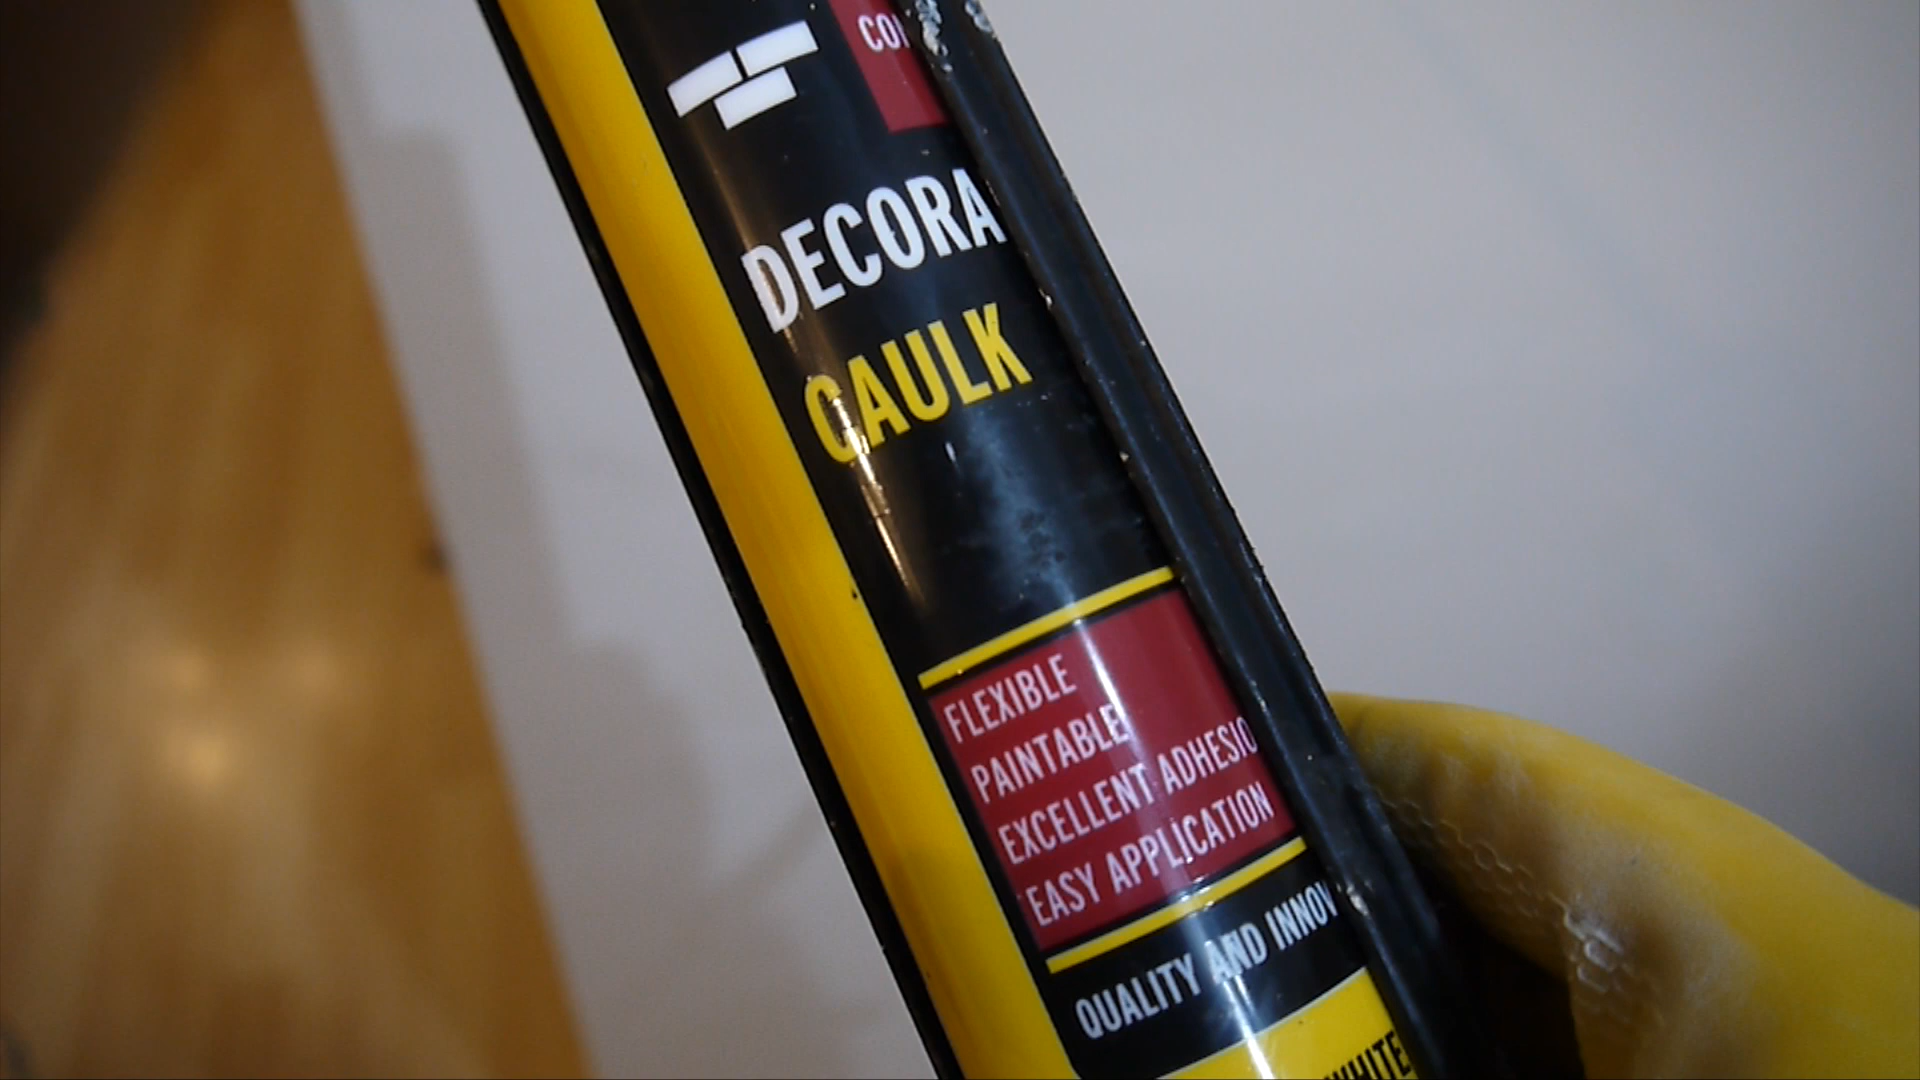 DECORA
CAULK
FLEXIBLE
PAINTABLE
EXCELLENT ADHESIO
EASY APPLICATION
QUALITY AND INNOV
WHITE